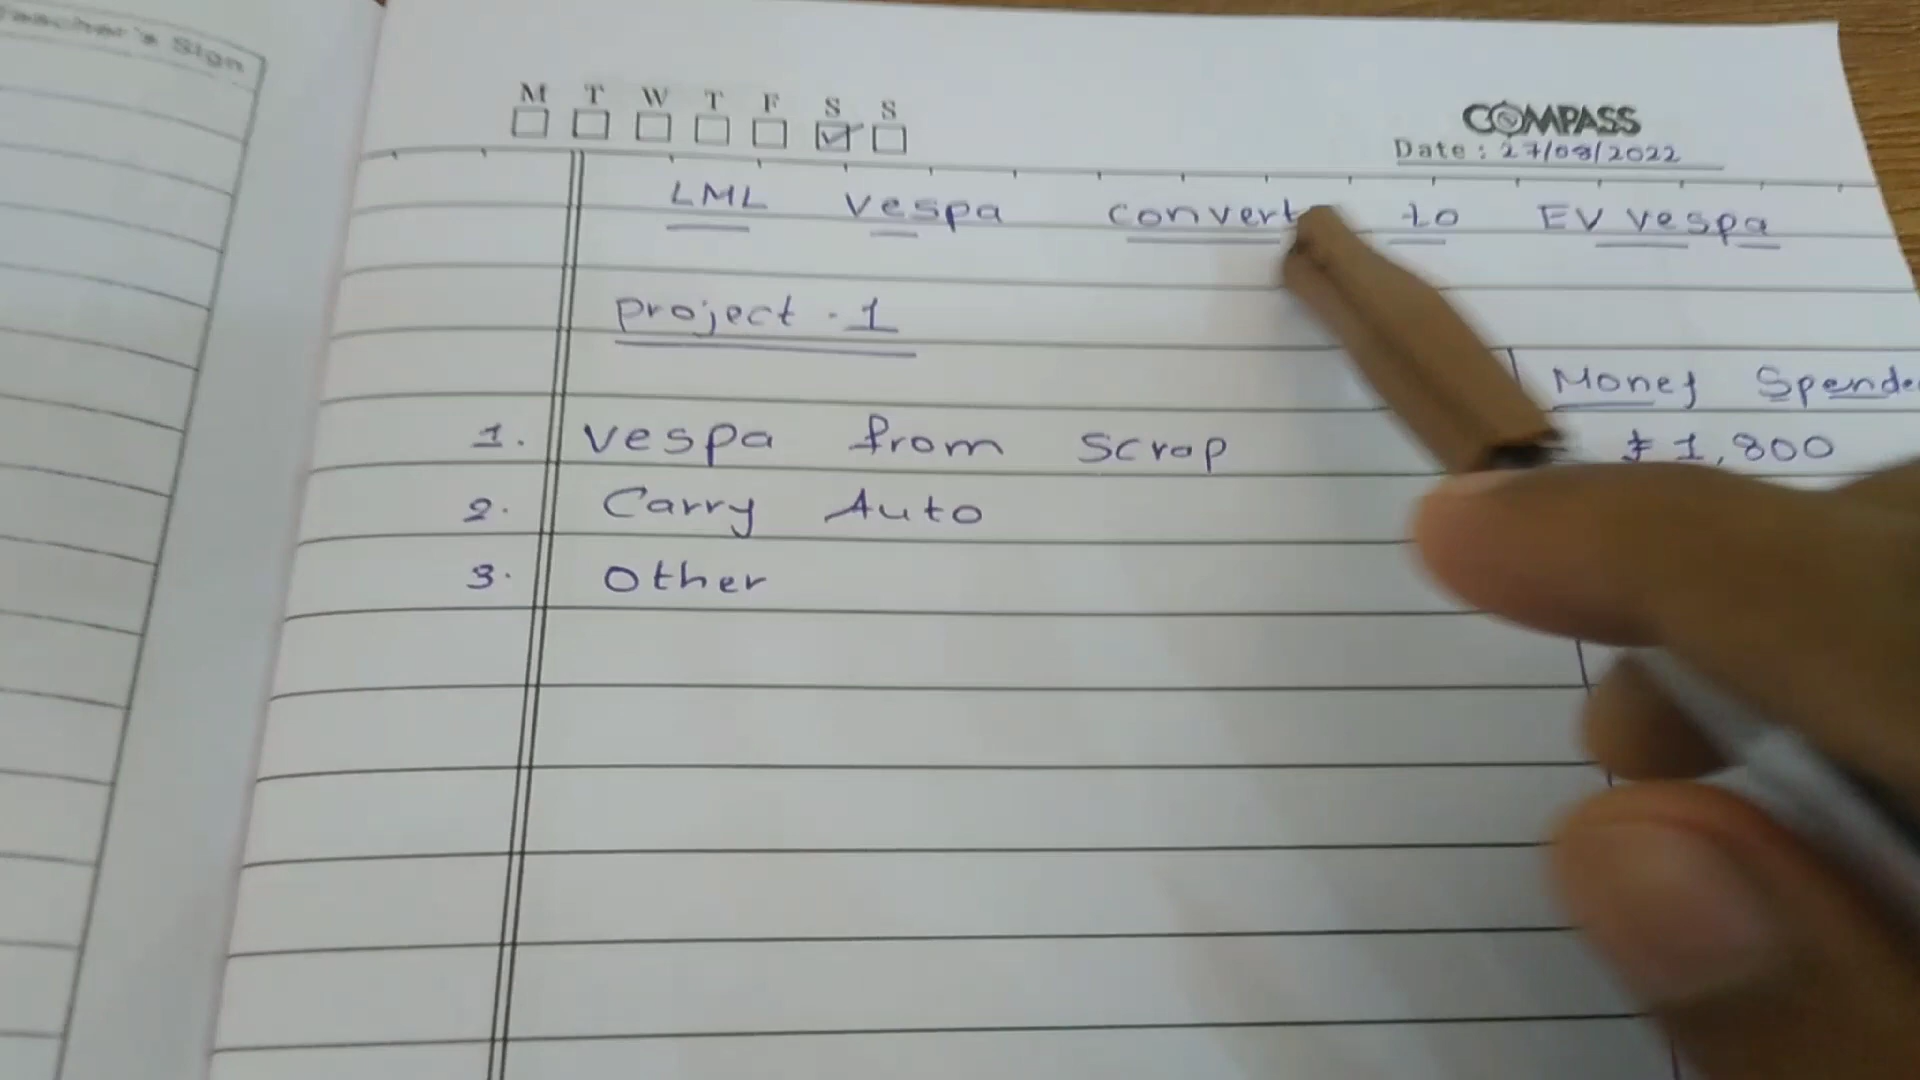 Teacher's Sign
M T W T F S S
COMPASS
Date: 27/08/2022
LML Vespa convert to EV Vespa
Project - 1
Money Spende
1. Vespa from Scrap ₹ 1,800
2. Carry Auto
3. Other